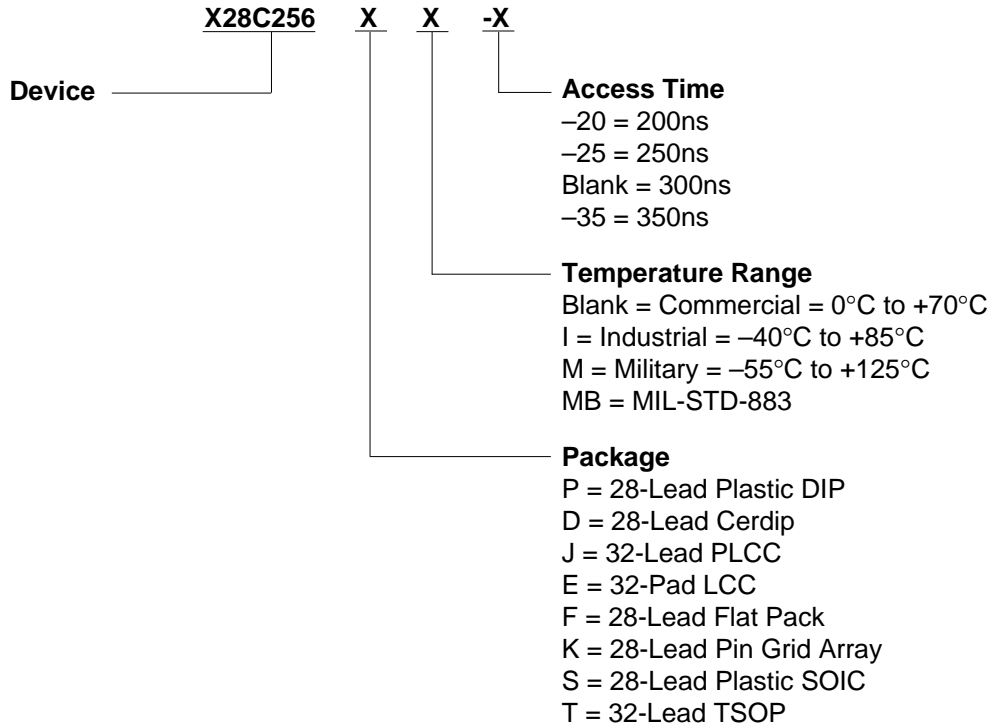 X28C256 X X -X
Device
Access Time
–20 = 200ns
–25 = 250ns
Blank = 300ns
–35 = 350ns
Temperature Range
Blank = Commercial = 0°C to +70°C
I = Industrial = –40°C to +85°C
M = Military = –55°C to +125°C
MB = MIL-STD-883
Package
P = 28-Lead Plastic DIP
D = 28-Lead Cerdip
J = 32-Lead PLCC
E = 32-Pad LCC
F = 28-Lead Flat Pack
K = 28-Lead Pin Grid Array
S = 28-Lead Plastic SOIC
T = 32-Lead TSOP